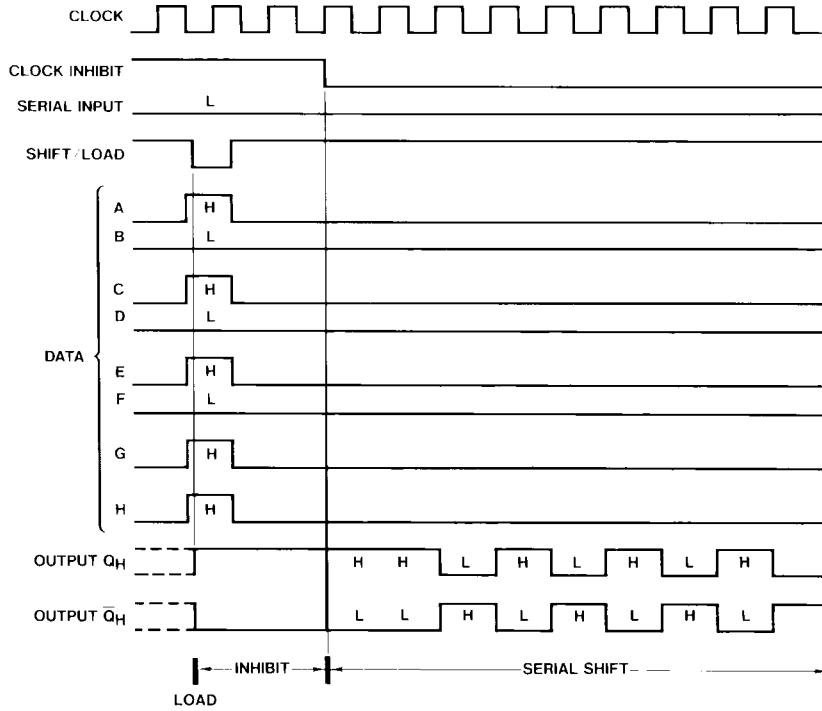 CLOCK
CLOCK INHIBIT
SERIAL INPUT L
SHIFT/LOAD
A H
B L
C H
D L
DATA
E H
F L
G H
H H
OUTPUT QH H H L H L H L H
OUTPUT Q̅H L L H L H L H L
INHIBIT SERIAL SHIFT
LOAD